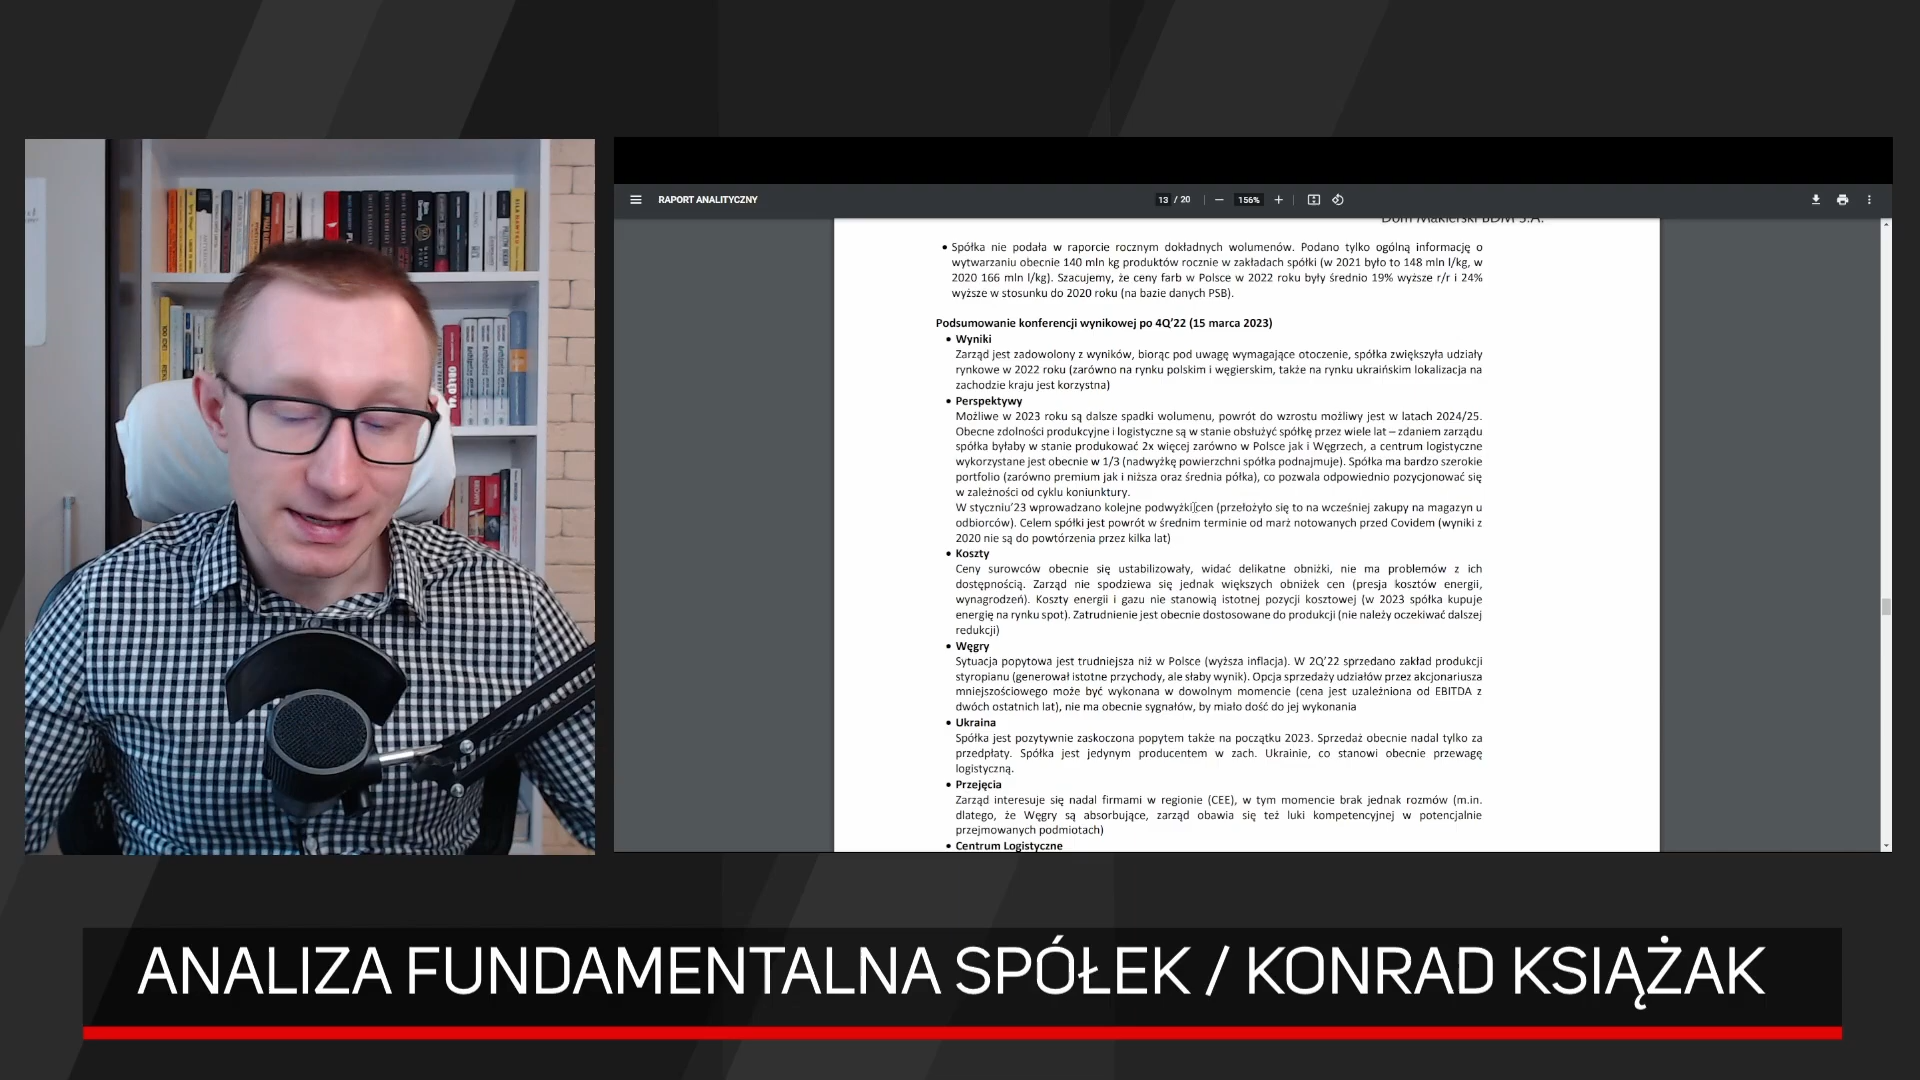 RAPORT ANALITYCZNY
13 / 20
156%
Dom Maklerski BDM S.A.
• Spółka nie podała w raporcie rocznym dokładnych wolumenów. Podano tylko ogólną informację o
wytwarzaniu obecnie 140 mln kg produktów rocznie w zakładach spółki (w 2021 było to 148 mln l/kg, w
2020 166 mln l/kg). Szacujemy, że ceny farb w Polsce w 2022 roku były średnio 19% wyższe r/r i 24%
wyższe w stosunku do 2020 roku (na bazie danych PSB).
Podsumowanie konferencji wynikowej po 4Q'22 (15 marca 2023)
• Wyniki
Zarząd jest zadowolony z wyników, biorąc pod uwagę wymagające otoczenie, spółka zwiększyła udziały
rynkowe w 2022 roku (zarówno na rynku polskim i węgierskim, także na rynku ukraińskim lokalizacja na
zachodzie kraju jest korzystna)
• Perspektywy
Możliwe w 2023 roku są dalsze spadki wolumenu, powrót do wzrostu możliwy jest w latach 2024/25.
Obecne zdolności produkcyjne i logistyczne są w stanie obsłużyć spółkę przez wiele lat – zdaniem zarządu
spółka byłaby w stanie produkować 2x więcej zarówno w Polsce jak i Węgrzech, a centrum logistyczne
wykorzystane jest obecnie w 1/3 (nadwyżkę powierzchni spółka podnajmuje). Spółka ma bardzo szerokie
portfolio (zarówno premium jak i niższa oraz średnia półka), co pozwala odpowiednio pozycjonować się
w zależności od cyklu koniunktury.
W styczniu'23 wprowadzano kolejne podwyżki cen (przełożyło się to na wcześniej zakupy na magazyn u
odbiorców). Celem spółki jest powrót w średnim terminie od marż notowanych przed Covidem (wyniki z
2020 nie są do powtórzenia przez kilka lat)
• Koszty
Ceny surowców obecnie się ustabilizowały, widać delikatne obniżki, nie ma problemów z ich
dostępnością. Zarząd nie spodziewa się jednak większych obniżek cen (presja kosztów energii,
wynagrodzeń). Koszty energii i gazu nie stanowią istotnej pozycji kosztowej (w 2023 spółka kupuje
energię na rynku spot). Zatrudnienie jest obecnie dostosowane do produkcji (nie należy oczekiwać dalszej
redukcji)
• Węgry
Sytuacja popytowa jest trudniejsza niż w Polsce (wyższa inflacja). W 2Q'22 sprzedano zakład produkcji
styropianu (generował istotne przychody, ale słaby wynik). Opcja sprzedaży udziałów przez akcjonariusza
mniejszościowego może być wykonana w dowolnym momencie (cena jest uzależniona od EBITDA z
dwóch ostatnich lat), nie ma obecnie sygnałów, by miało dość do jej wykonania
• Ukraina
Spółka jest pozytywnie zaskoczona popytem także na początku 2023. Sprzedaż obecnie nadal tylko za
przedpłaty. Spółka jest jedynym producentem w zach. Ukrainie, co stanowi obecnie przewagę
logistyczną.
• Przejęcia
Zarząd interesuje się nadal firmami w regionie (CEE), w tym momencie brak jednak rozmów (m.in.
dlatego, że Węgry są absorbujące, zarząd obawia się też luki kompetencyjnej w potencjalnie
przejmowanych podmiotach)
• Centrum Logistyczne
ANALIZA FUNDAMENTALNA SPÓŁEK / KONRAD KSIĄŻAK